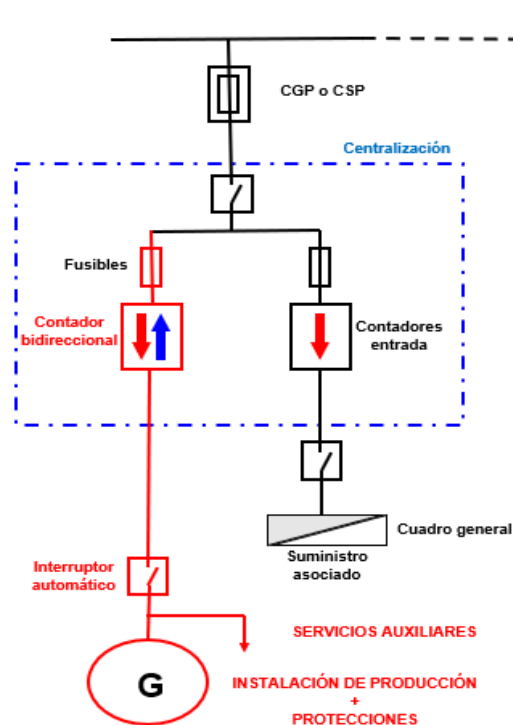 CGP o CSP
Centralización
Fusibles
Contador
bidireccional
Contadores
entrada
Cuadro general
Suministro
asociado
Interruptor
automático
SERVICIOS AUXILIARES
G
INSTALACIÓN DE PRODUCCIÓN
+
PROTECCIONES